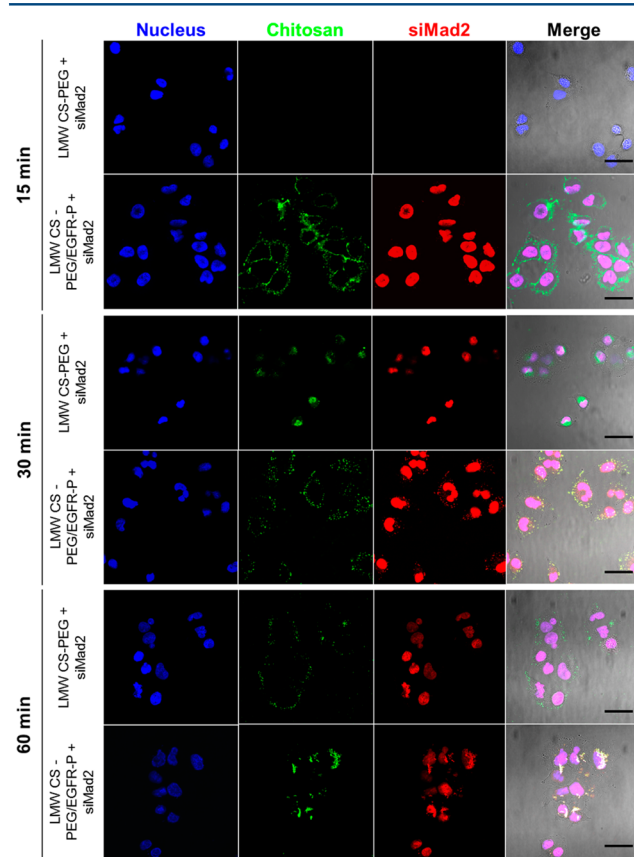 Nucleus Chitosan siMad2 Merge
15 min
LMW CS-PEG +
siMad2
LMW CS -
PEG/EGFR-P +
siMad2
30 min
LMW CS-PEG +
siMad2
LMW CS -
PEG/EGFR-P +
siMad2
60 min
LMW CS-PEG +
siMad2
LMW CS -
PEG/EGFR-P +
siMad2